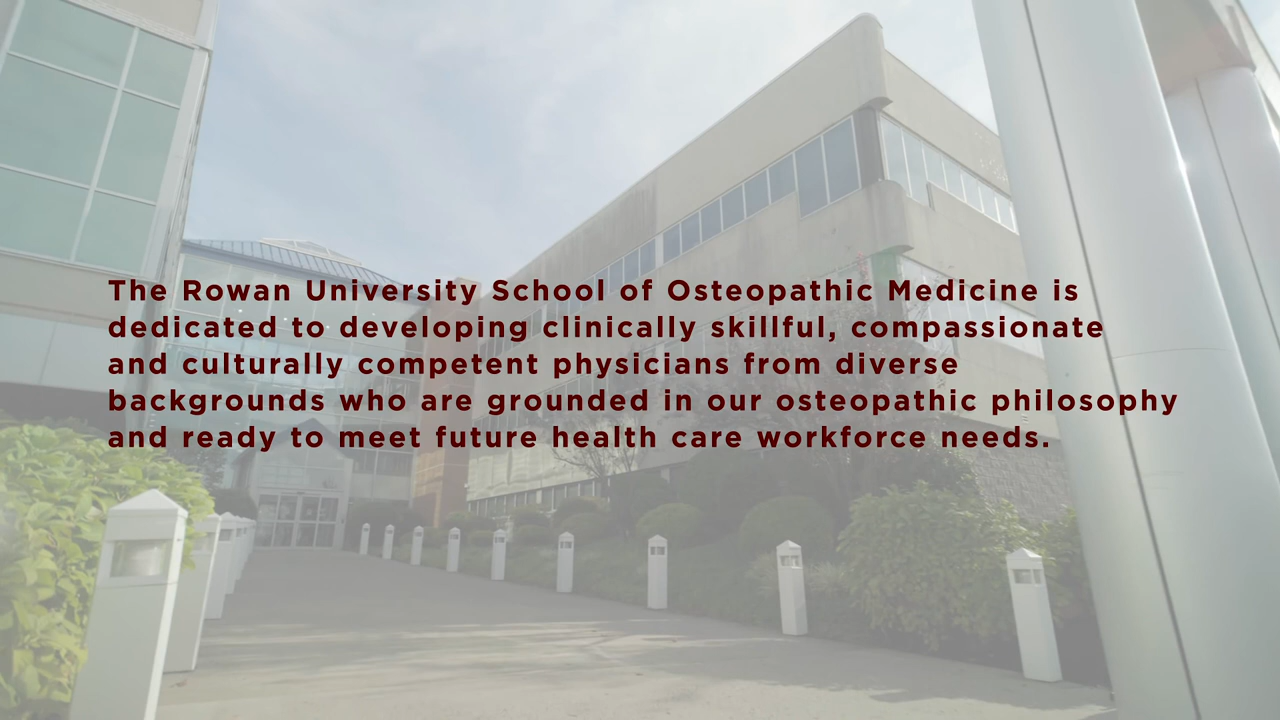 The Rowan University School of Osteopathic Medicine is
dedicated to developing clinically skillful, compassionate
and culturally competent physicians from diverse
backgrounds who are grounded in our osteopathic philosophy
and ready to meet future health care workforce needs.